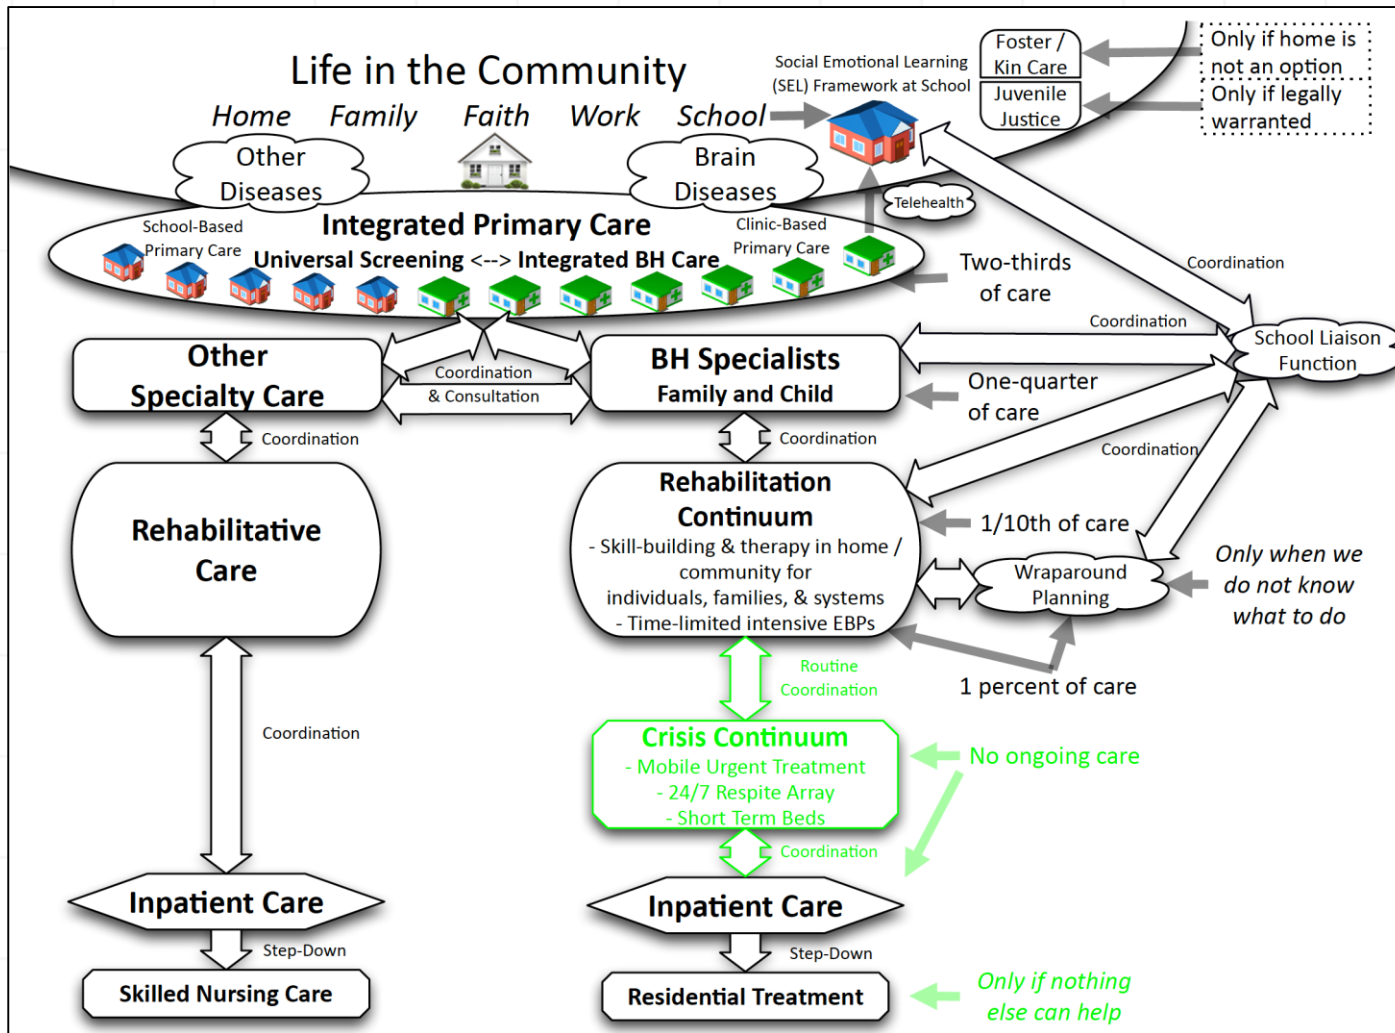 Life in the Community
Home Family Faith Work School
Social Emotional Learning
(SEL) Framework at School
Foster /
Kin Care
Juvenile
Justice
Only if home is
not an option
Only if legally
warranted
Other
Diseases
Brain
Diseases
Telehealth
Integrated Primary Care
School-Based
Primary Care
Clinic-Based
Primary Care
Universal Screening <--> Integrated BH Care
Two-thirds
of care
Coordination
Coordination
School Liaison
Function
Other
Specialty Care
Coordination
& Consultation
BH Specialists
Family and Child
One-quarter
of care
Coordination
Coordination
Coordination
Rehabilitative
Care
Rehabilitation
Continuum
- Skill-building & therapy in home /
community for
individuals, families, & systems
- Time-limited intensive EBPs
1/10th of care
Wraparound
Planning
Only when we
do not know
what to do
1 percent of care
Routine
Coordination
Coordination
Crisis Continuum
- Mobile Urgent Treatment
- 24/7 Respite Array
- Short Term Beds
No ongoing care
Coordination
Inpatient Care
Inpatient Care
Step-Down
Step-Down
Skilled Nursing Care
Residential Treatment
Only if nothing
else can help